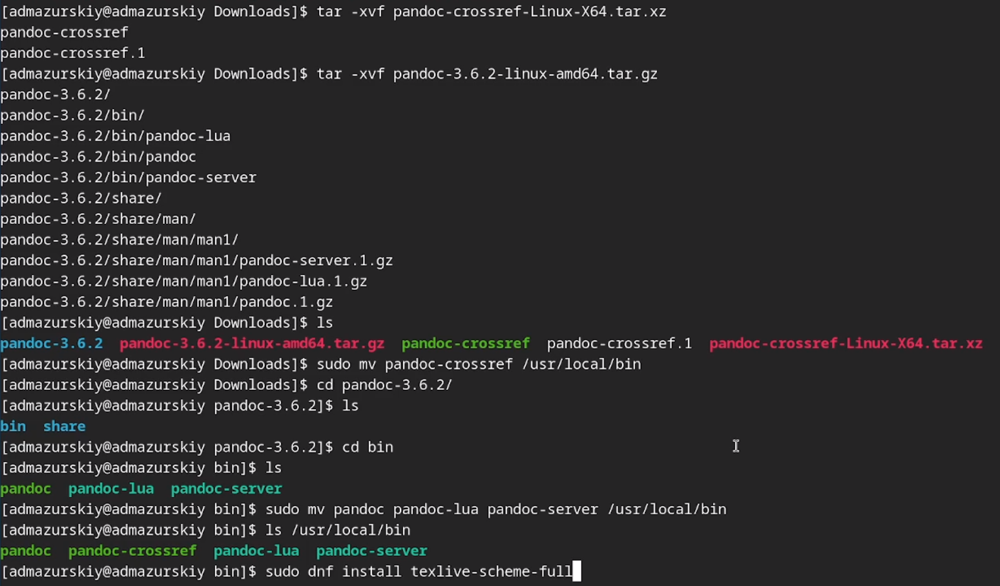 [admazurskiy@admazurskiy Downloads]$ tar -xvf pandoc-crossref-Linux-X64.tar.xz
pandoc-crossref
pandoc-crossref.1
[admazurskiy@admazurskiy Downloads]$ tar -xvf pandoc-3.6.2-linux-amd64.tar.gz
pandoc-3.6.2/
pandoc-3.6.2/bin/
pandoc-3.6.2/bin/pandoc-lua
pandoc-3.6.2/bin/pandoc
pandoc-3.6.2/bin/pandoc-server
pandoc-3.6.2/share/
pandoc-3.6.2/share/man/
pandoc-3.6.2/share/man/man1/
pandoc-3.6.2/share/man/man1/pandoc-server.1.gz
pandoc-3.6.2/share/man/man1/pandoc-lua.1.gz
pandoc-3.6.2/share/man/man1/pandoc.1.gz
[admazurskiy@admazurskiy Downloads]$ ls
pandoc-3.6.2  pandoc-3.6.2-linux-amd64.tar.gz  pandoc-crossref  pandoc-crossref.1  pandoc-crossref-Linux-X64.tar.xz
[admazurskiy@admazurskiy Downloads]$ sudo mv pandoc-crossref /usr/local/bin
[admazurskiy@admazurskiy Downloads]$ cd pandoc-3.6.2/
[admazurskiy@admazurskiy pandoc-3.6.2]$ ls
bin  share
[admazurskiy@admazurskiy pandoc-3.6.2]$ cd bin
[admazurskiy@admazurskiy bin]$ ls
pandoc  pandoc-lua  pandoc-server
[admazurskiy@admazurskiy bin]$ sudo mv pandoc pandoc-lua pandoc-server /usr/local/bin
[admazurskiy@admazurskiy bin]$ ls /usr/local/bin
pandoc  pandoc-crossref  pandoc-lua  pandoc-server
[admazurskiy@admazurskiy bin]$ sudo dnf install texlive-scheme-full